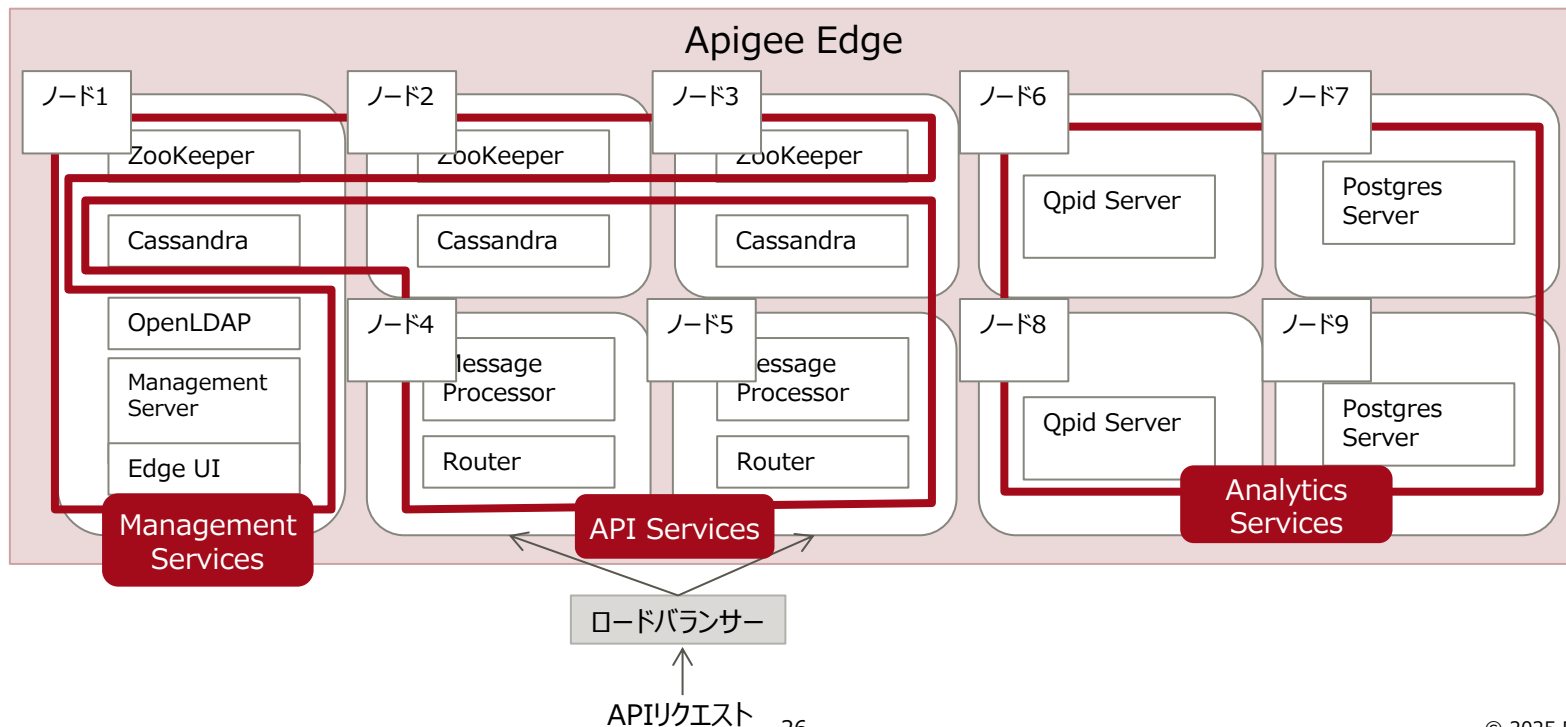 Apigee Edge
ノード1
ZooKeeper
Cassandra
OpenLDAP
Management
Server
Edge UI
Management
Services
ノード2
ZooKeeper
Cassandra
ノード3
ZooKeeper
Cassandra
ノード4
Message
Processor
Router
ノード5
Message
Processor
Router
API Services
ノード6
Qpid Server
ノード7
Postgres
Server
ノード8
Qpid Server
ノード9
Postgres
Server
Analytics
Services
ロードバランサー
APIリクエスト